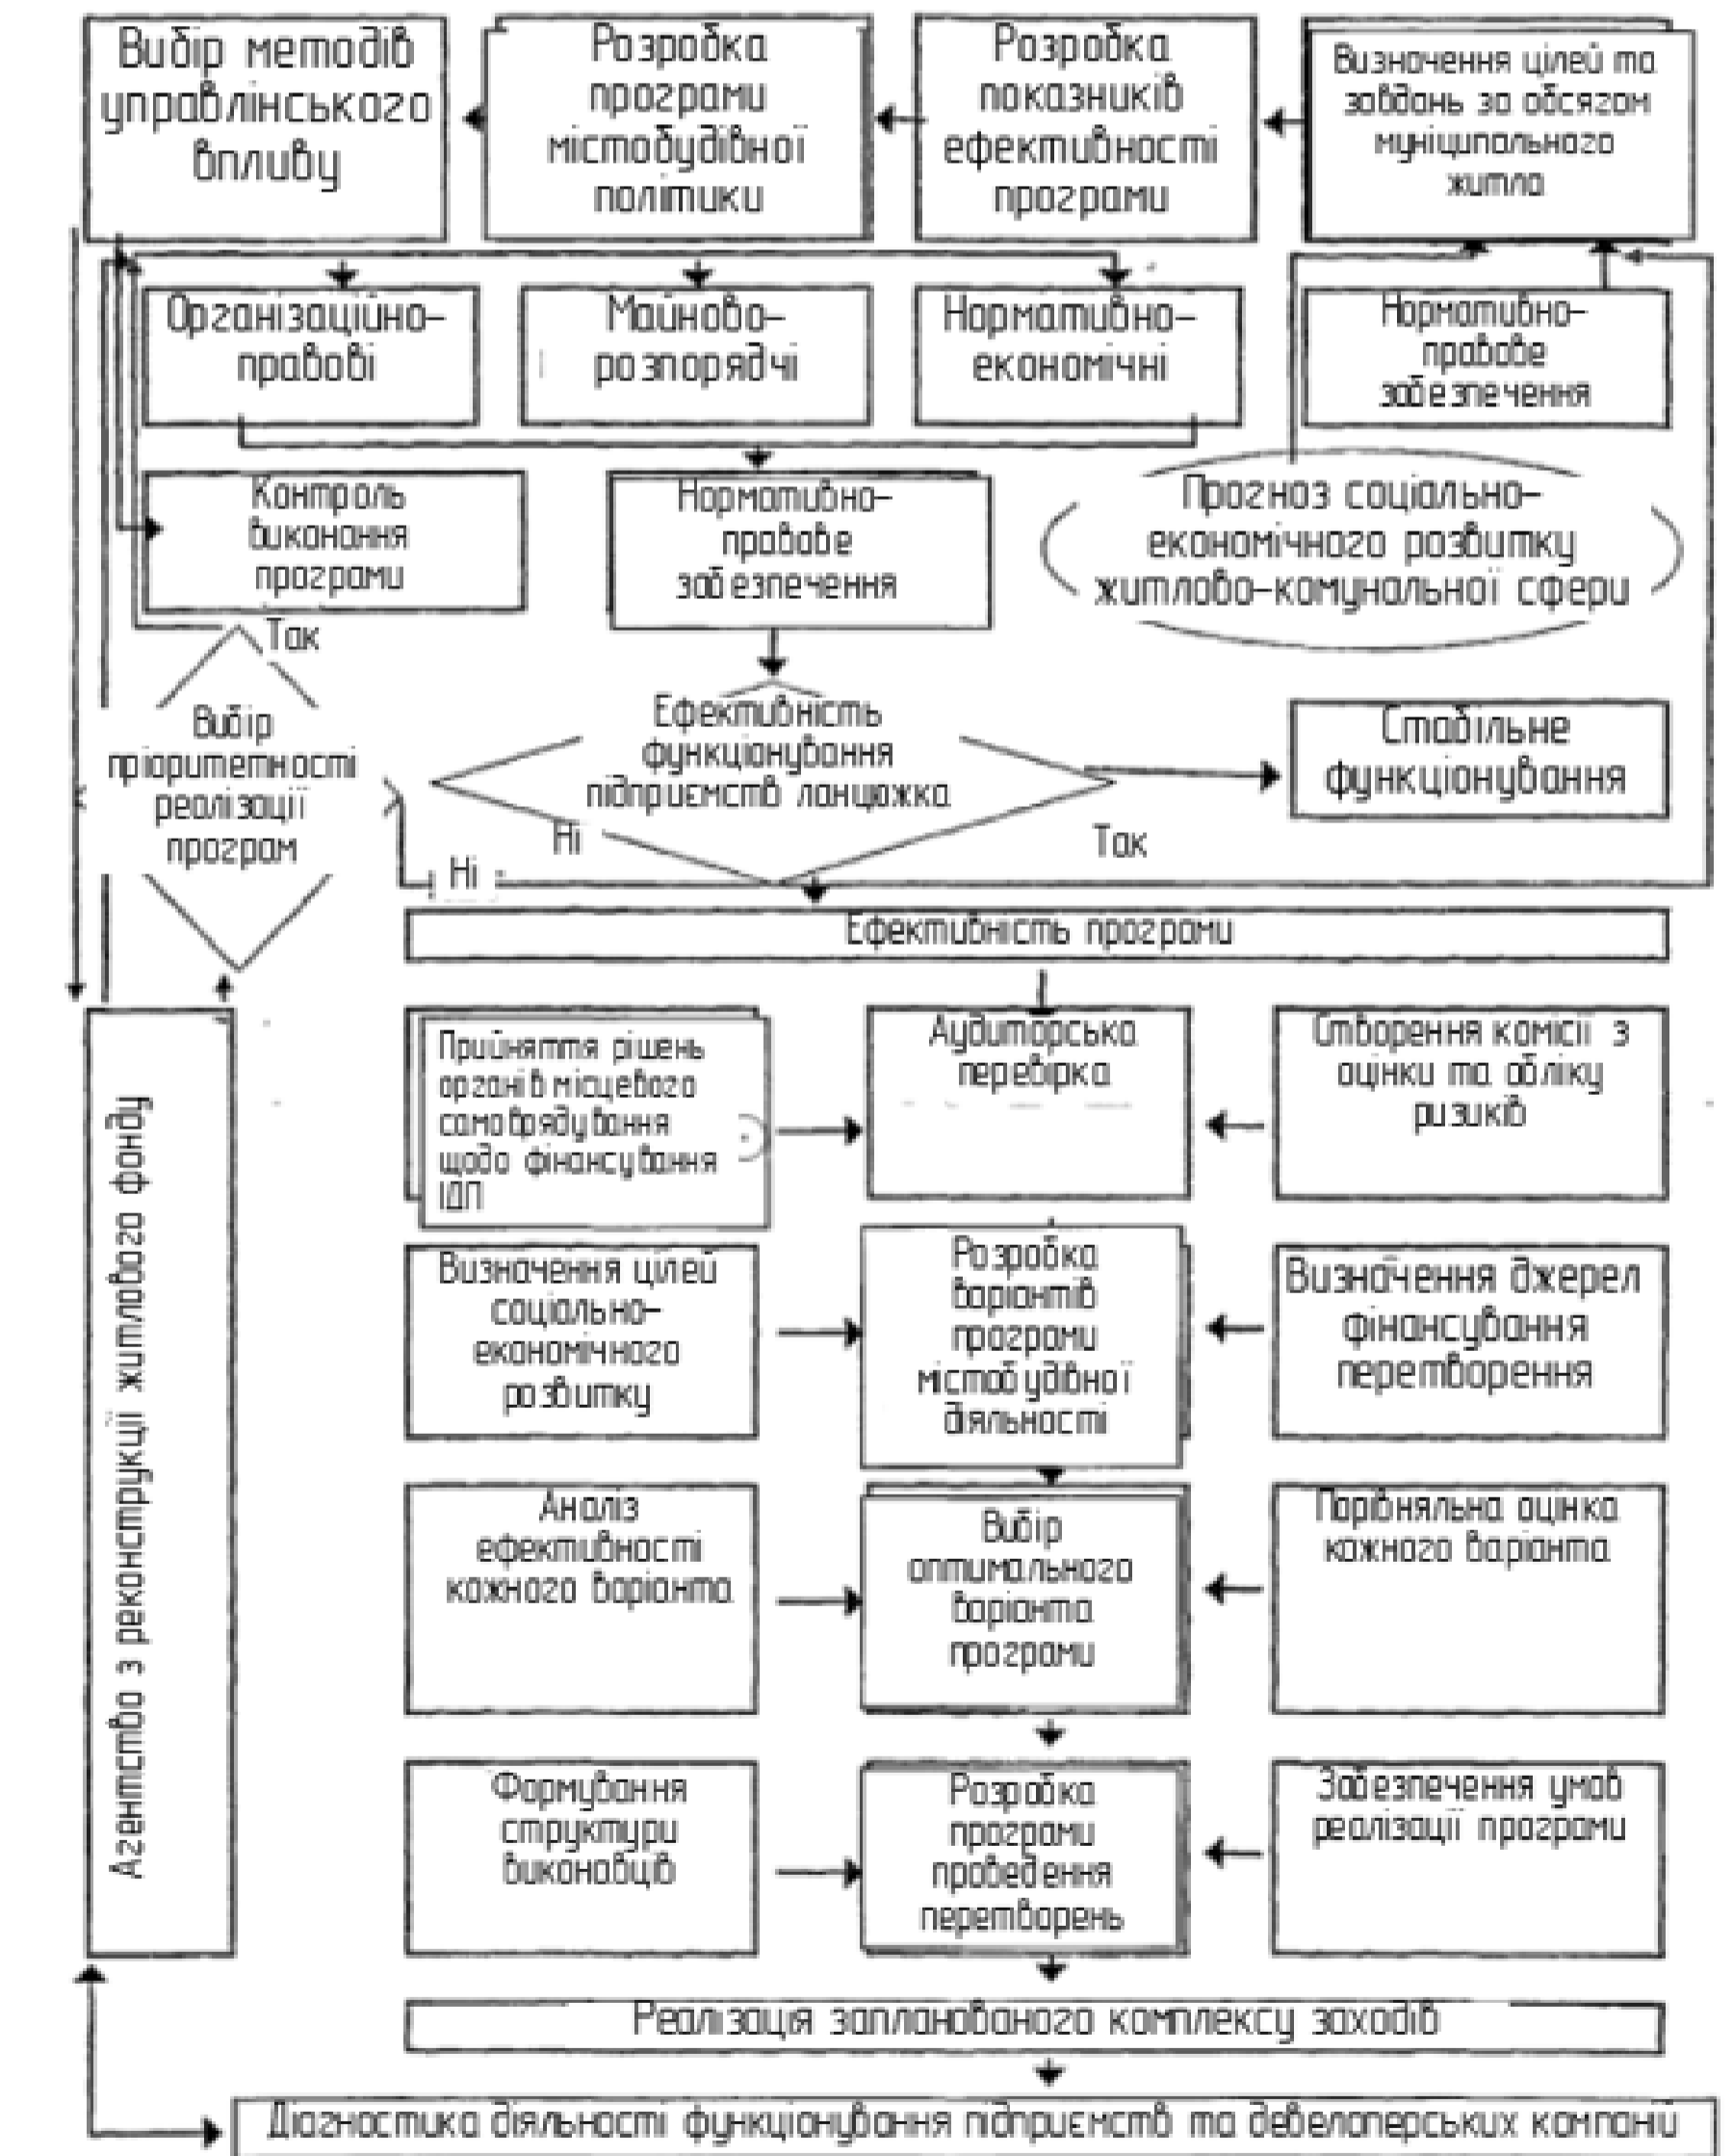 Вибір методів
управлінського
впливу
Розробка
програми
містобудівної
політики
Розробка
показників
ефективності
програми
Визначення цілей та
завдань за обсягом
муніципального
житла
Організаційно-
правові
Майново-
розпорядчі
Нормативно-
економічні
Нормативно-
правове
забезпечення
Контроль
виконання
програми
Нормативно-
правове
забезпечення
Прогноз соціально-
економічного розвитку
житлово-комунальної сфери
Так
Вибір
пріоритетності
реалізації
програм
Ефективність
функціонування
підприємств ланцюжка
Стабільне
функціонування
Ні
Так
Ні
Ефективність програми
Агентство з реконструкції житлового фонду
Прийняття рішень
органів місцевого
самоврядування
щодо фінансування
ІДП
Аудиторська
перевірка
Створення комісії з
оцінки та обліку
ризиків
Визначення цілей
соціально-
економічного
розвитку
Розробка
варіантів
програми
містобудівної
діяльності
Визначення джерел
фінансування
перетворення
Аналіз
ефективності
кожного варіанта
Вибір
оптимального
варіанта
програми
Порівняльна оцінка
кожного варіанта
Формування
структури
виконавців
Розробка
програми
проведення
перетворень
Забезпечення умов
реалізації програми
Реалізація запланованого комплексу заходів
Діагностика діяльності функціонування підприємств та девелоперських компаній